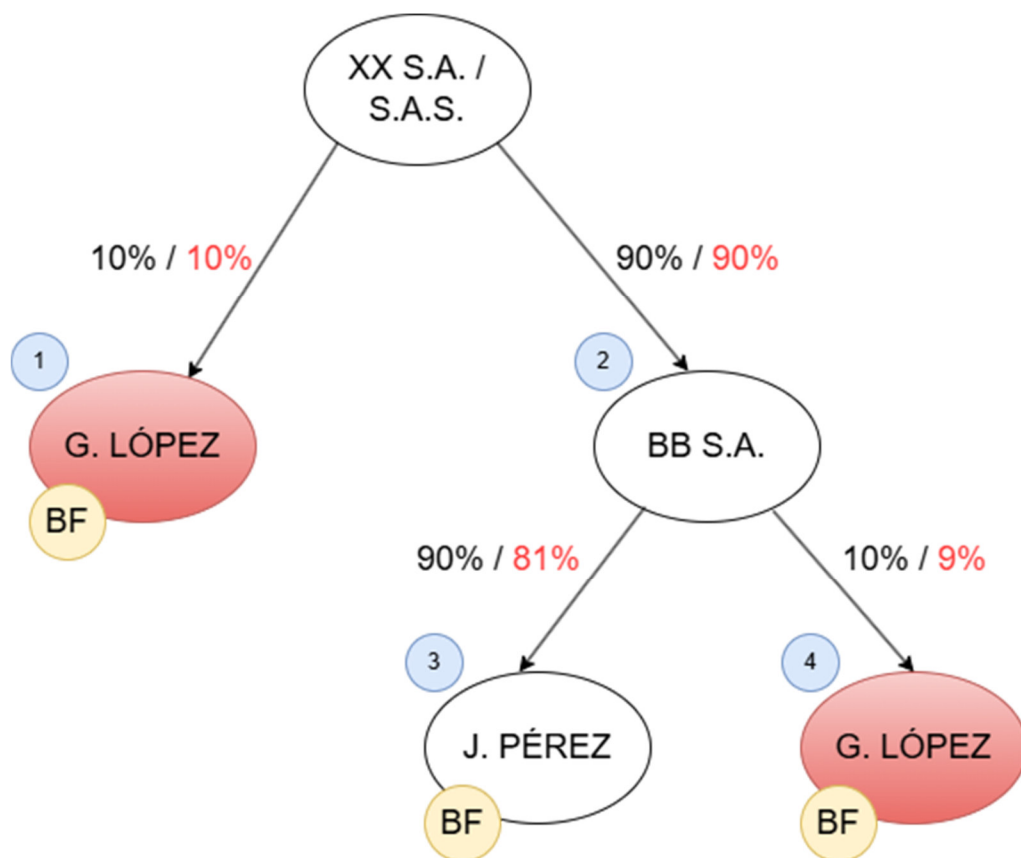 XX S.A. /
S.A.S.
10% / 10%
90% / 90%
1
2
G. LÓPEZ
BB S.A.
BF
90% / 81%
10% / 9%
3
4
J. PÉREZ
G. LÓPEZ
BF
BF